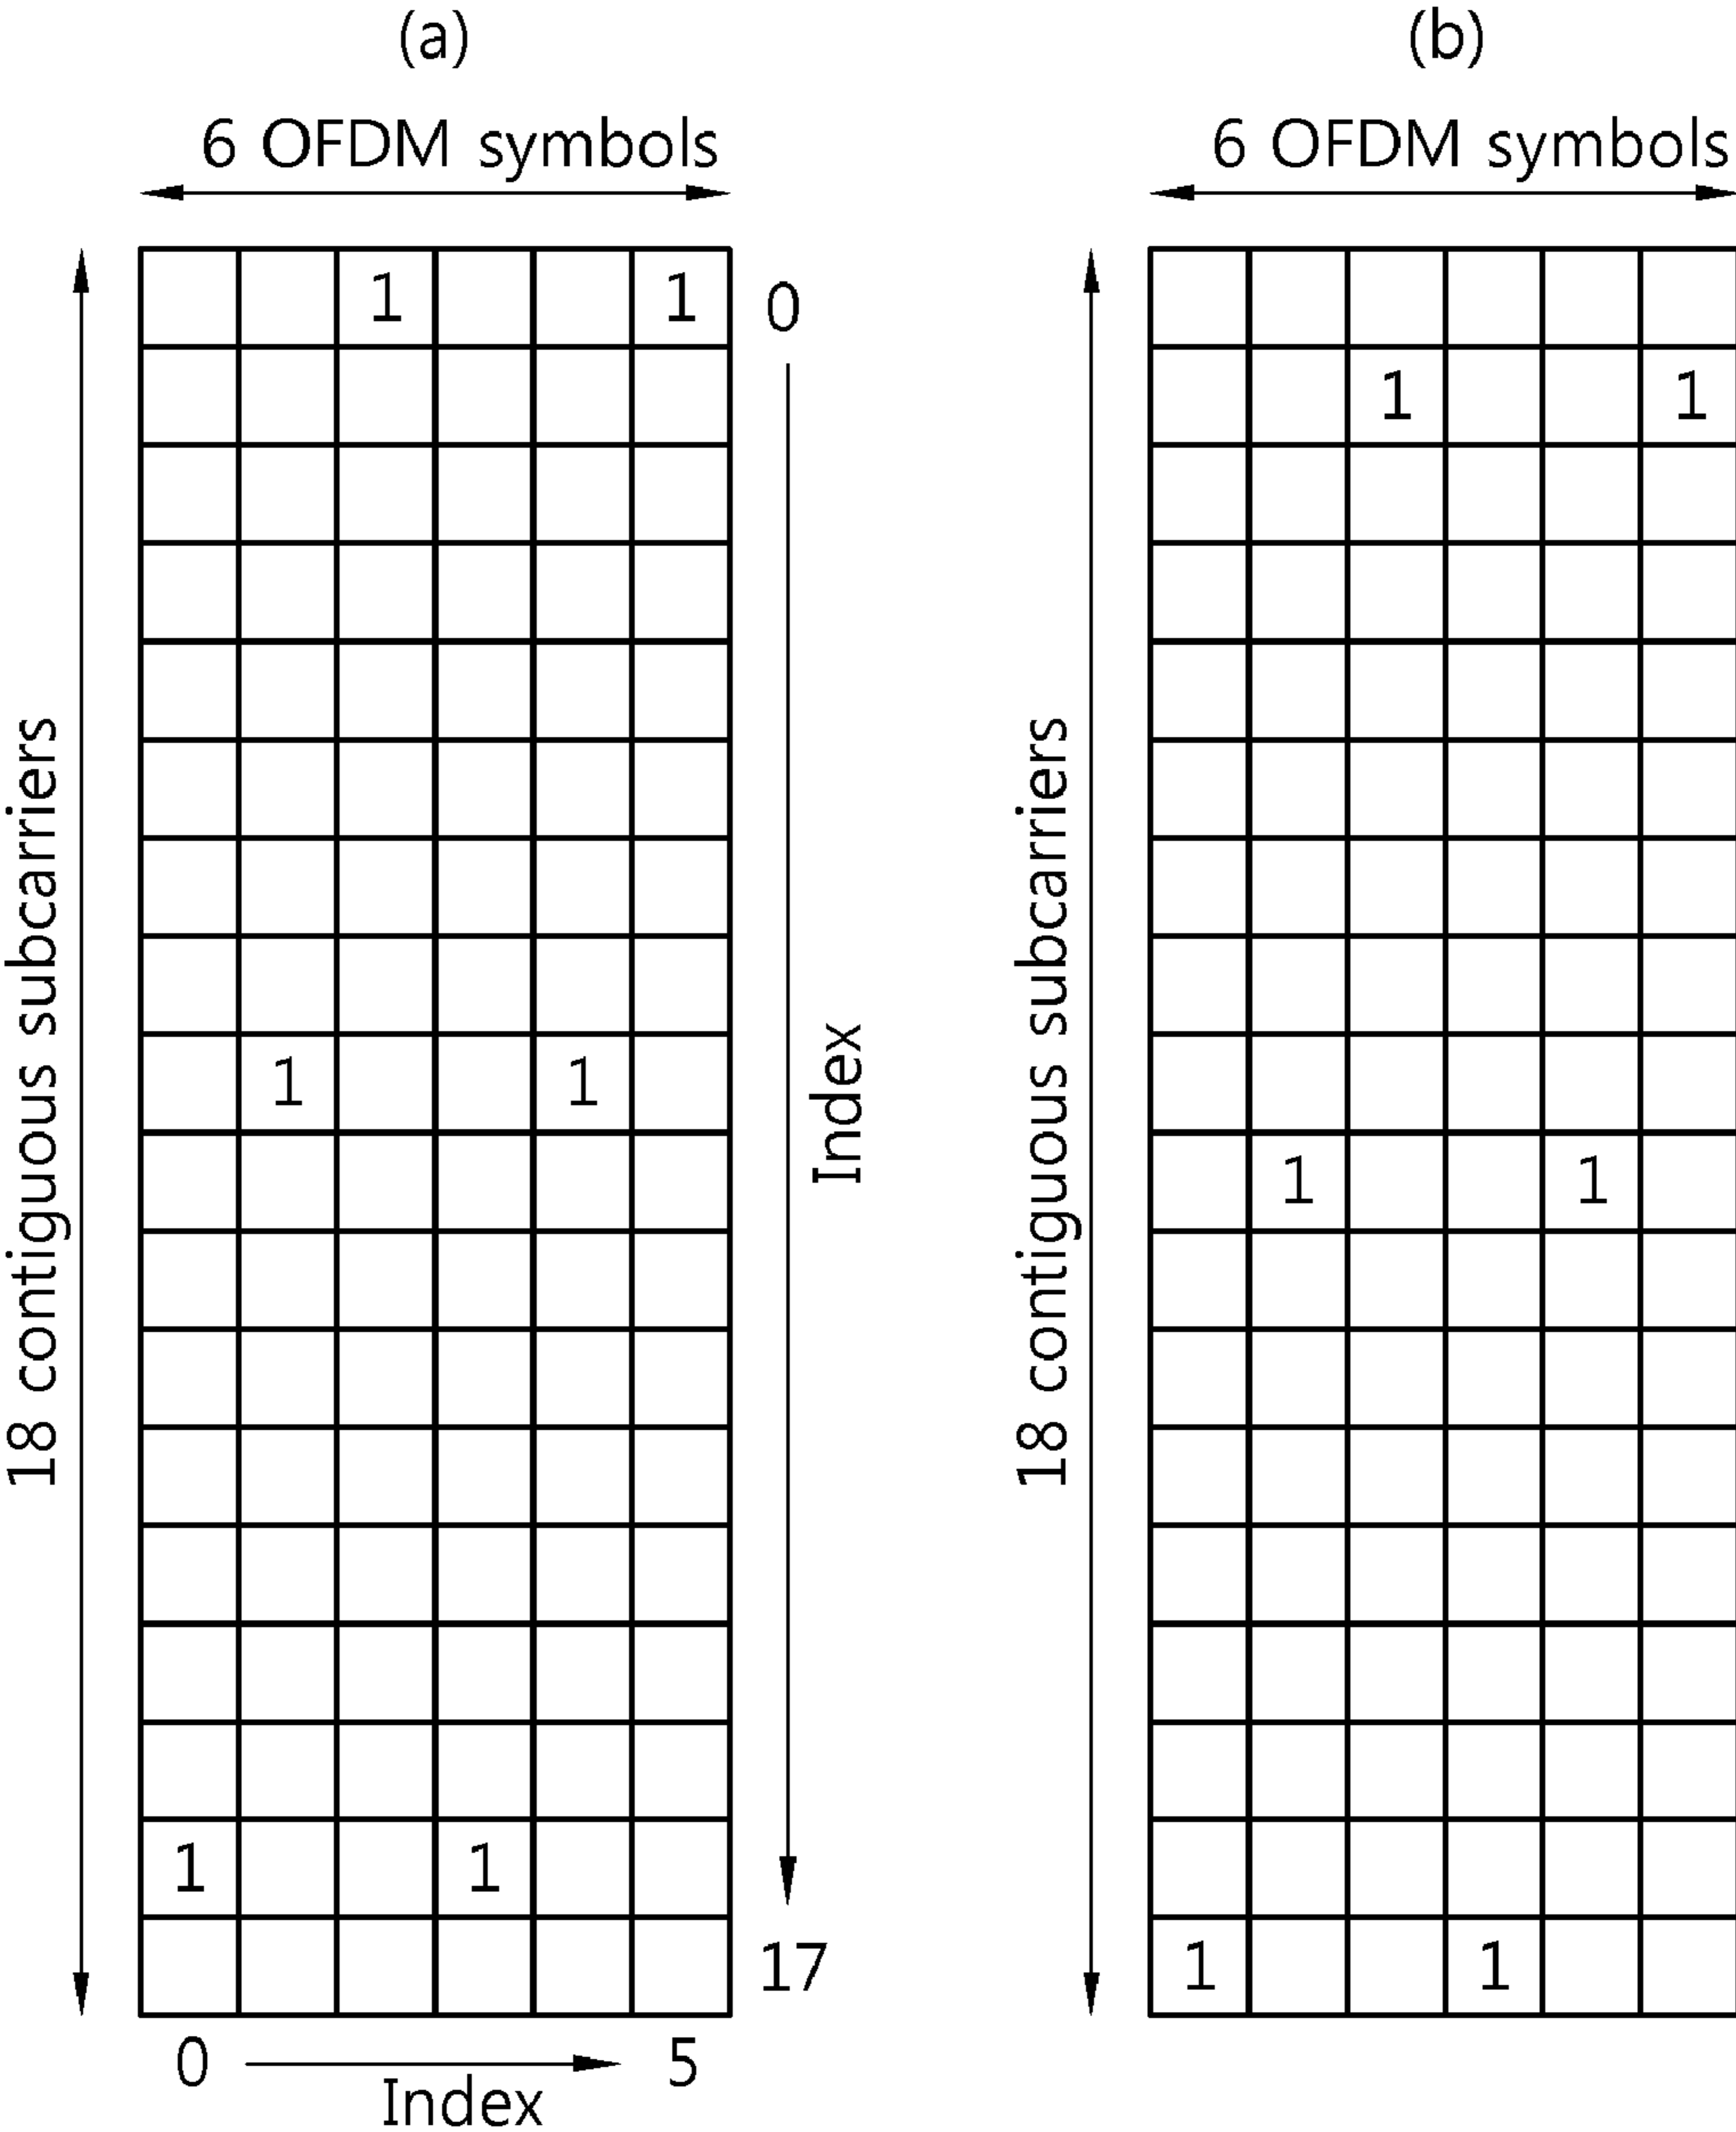 (a)
6 OFDM symbols
18 contiguous subcarriers
1 1
1 1
1 1
0
Index
17
0 5
Index
(b)
6 OFDM symbols
18 contiguous subcarriers
1 1
1 1
1 1